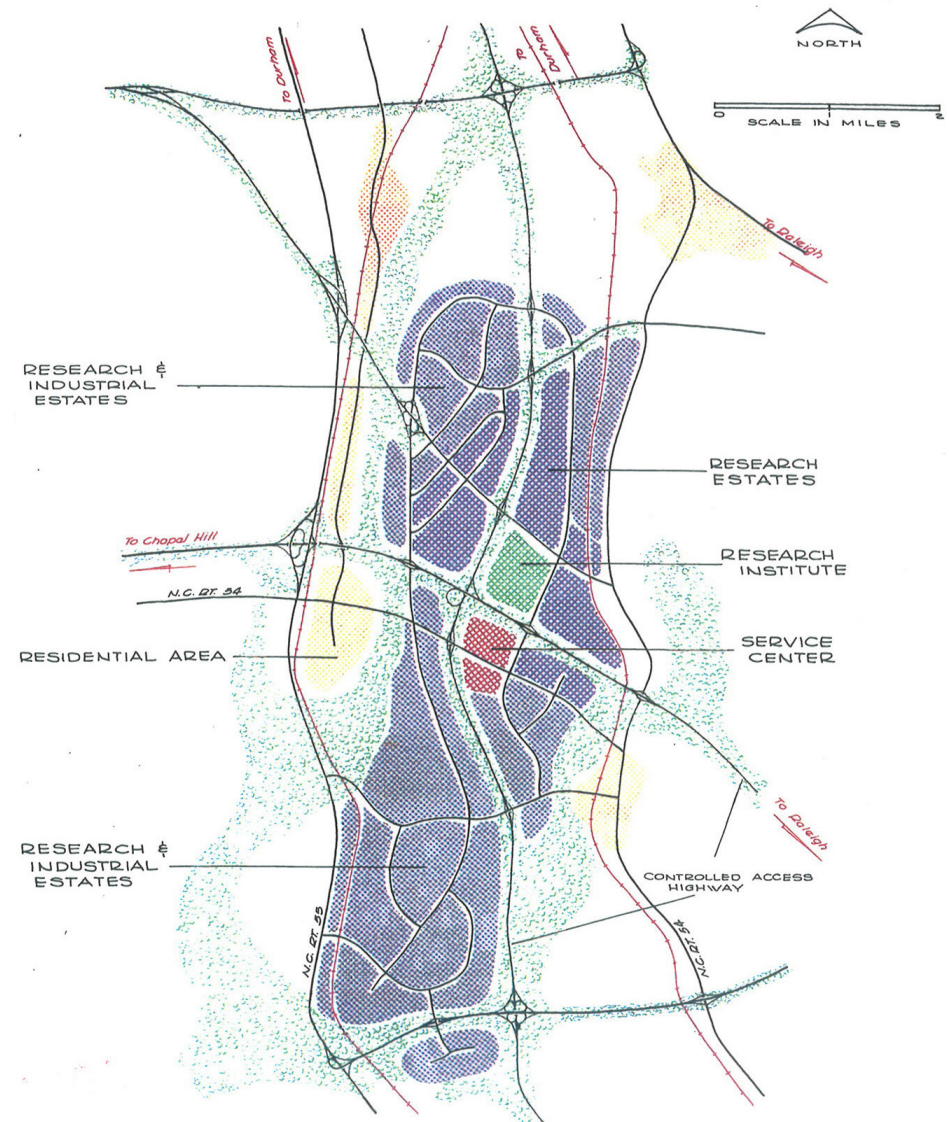 To Durham
To
Durham
NORTH
0
2
SCALE IN MILES
To Raleigh
RESEARCH &
INDUSTRIAL
ESTATES
RESEARCH
ESTATES
To Chapal Hill
RESEARCH
INSTITUTE
N.C. RT. 54
SERVICE
CENTER
RESIDENTIAL AREA
To Raleigh
RESEARCH &
INDUSTRIAL
ESTATES
CONTROLLED ACCESS
HIGHWAY
N.C. RT. 55
N.C. RT. 54